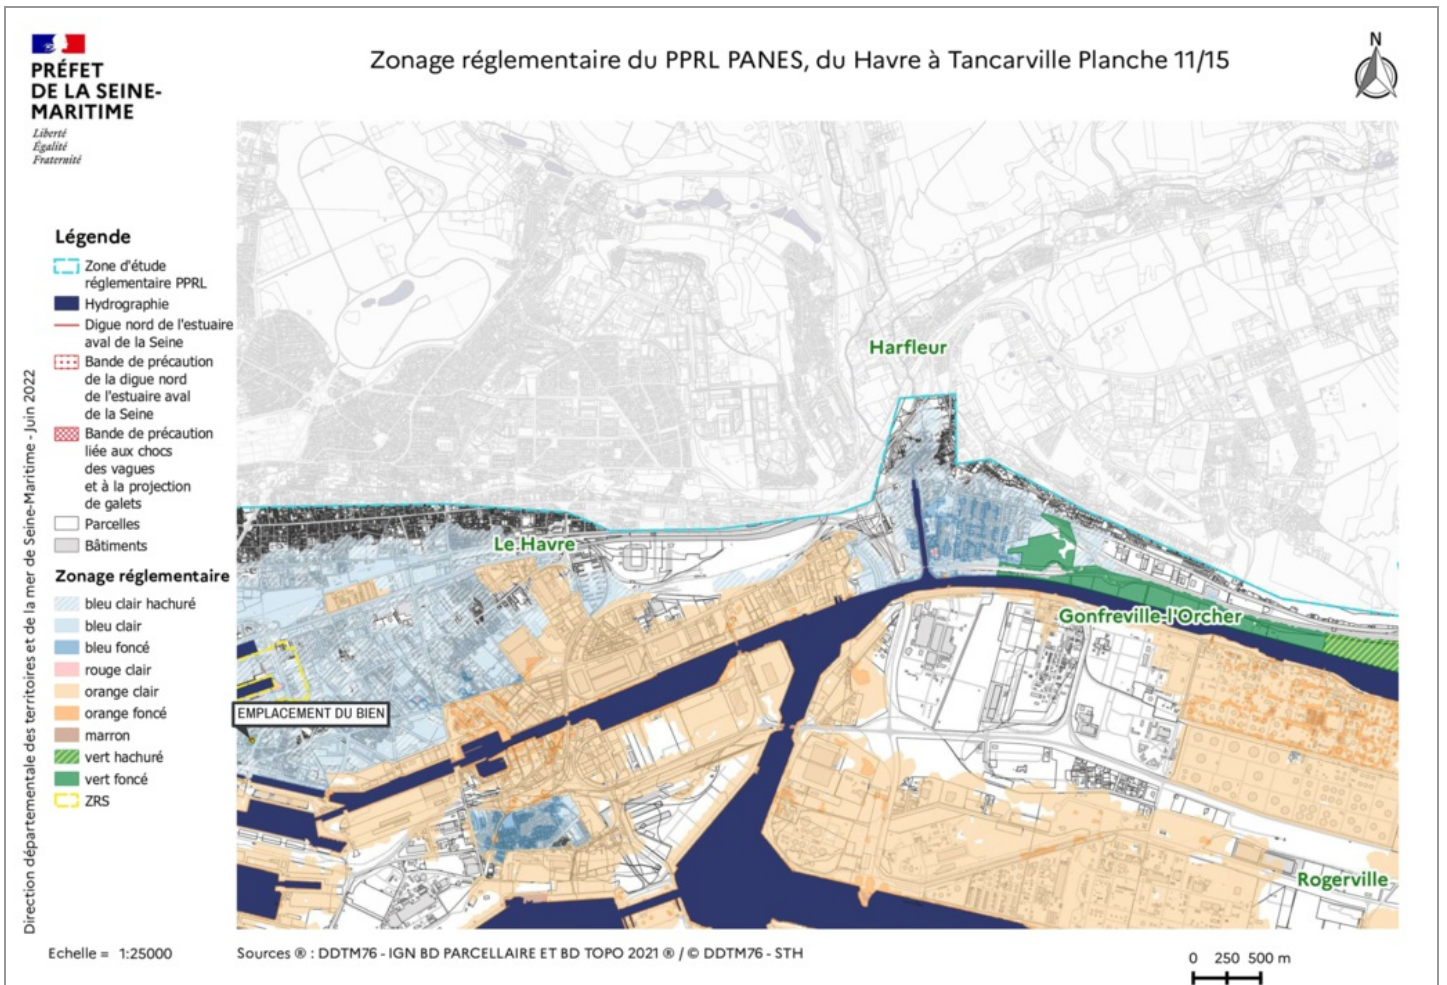 Zonage réglementaire du PPRL PANES, du Havre à Tancarville Planche 11/15
N
PRÉFET
DE LA SEINE-
MARITIME
Liberté
Égalité
Fraternité
Légende
Zone d'étude
réglementaire PPRL
Hydrographie
Digue nord de l'estuaire
aval de la Seine
Bande de précaution
de la digue nord
de l'estuaire aval
de la Seine
Bande de précaution
liée aux chocs
des vagues
et à la projection
de galets
Parcelles
Bâtiments
Zonage réglementaire
bleu clair hachuré
bleu clair
bleu foncé
rouge clair
orange clair
orange foncé
marron
vert hachuré
vert foncé
ZRS
Direction départementale des territoires et de la mer de Seine-Maritime - Juin 2022
Harfleur
Le Havre
Gonfreville-l'Orcher
EMPLACEMENT DU BIEN
Rogerville
Echelle = 1:25000
Sources ® : DDTM76 - IGN BD PARCELLAIRE ET BD TOPO 2021 ® / © DDTM76 - STH
0 250 500 m